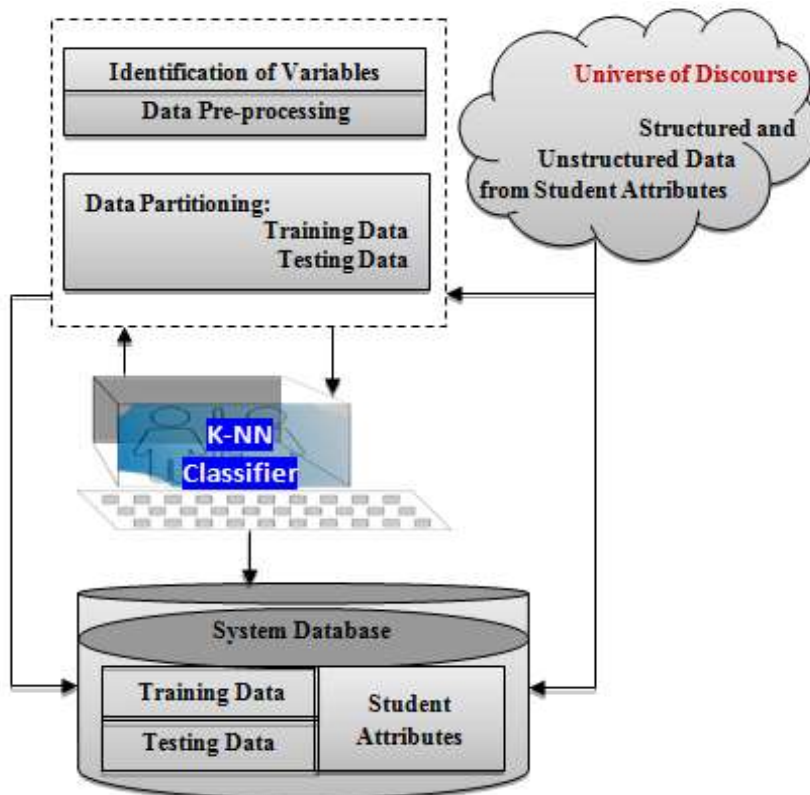 Identification of Variables
Data Pre-processing
Data Partitioning:
Training Data
Testing Data
Universe of Discourse
Structured and
Unstructured Data
from Student Attributes
K-NN
Classifier
System Database
Training Data
Testing Data
Student
Attributes